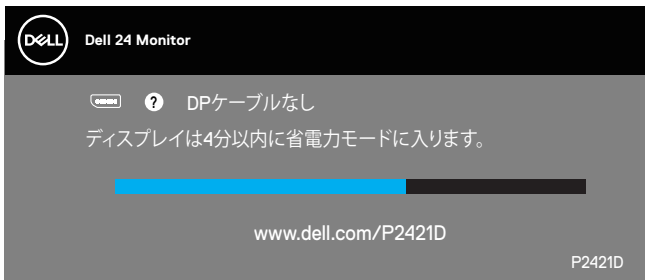 DELL
Dell 24 Monitor
? DPケーブルなし
ディスプレイは4分以内に省電力モードに入ります。
www.dell.com/P2421D
P2421D